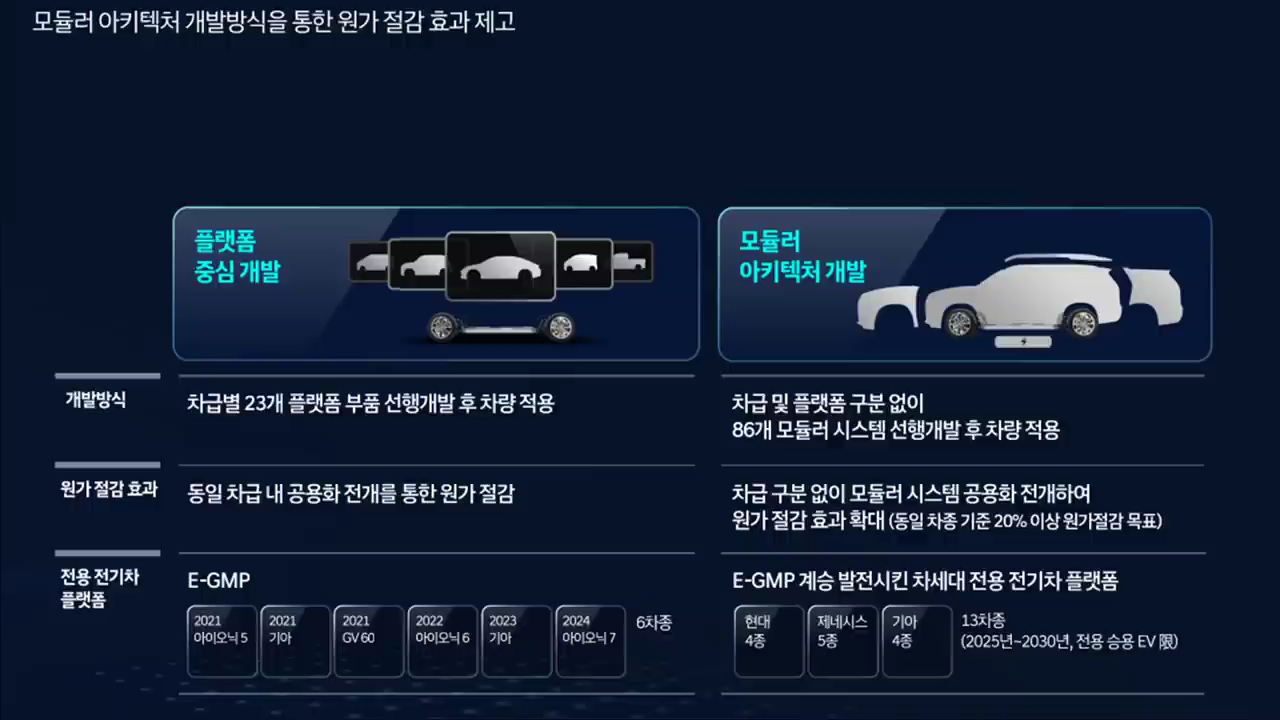 모듈러 아키텍처 개발방식을 통한 원가 절감 효과 제고
플랫폼
중심 개발
모듈러
아키텍처 개발
개발방식
차급별 23개 플랫폼 부품 선행개발 후 차량 적용
차급 및 플랫폼 구분 없이
86개 모듈러 시스템 선행개발 후 차량 적용
원가 절감 효과
동일 차급 내 공용화 전개를 통한 원가 절감
차급 구분 없이 모듈러 시스템 공용화 전개하여
원가 절감 효과 확대 (동일 차종 기준 20% 이상 원가절감 목표)
전용 전기차
플랫폼
E-GMP
2021
아이오닉 5
2021
기아
2021
GV 60
2022
아이오닉 6
2023
기아
2024
아이오닉 7
6차종
E-GMP 계승 발전시킨 차세대 전용 전기차 플랫폼
현대
4종
제네시스
5종
기아
4종
13차종
(2025년~2030년, 전용 승용 EV 限)